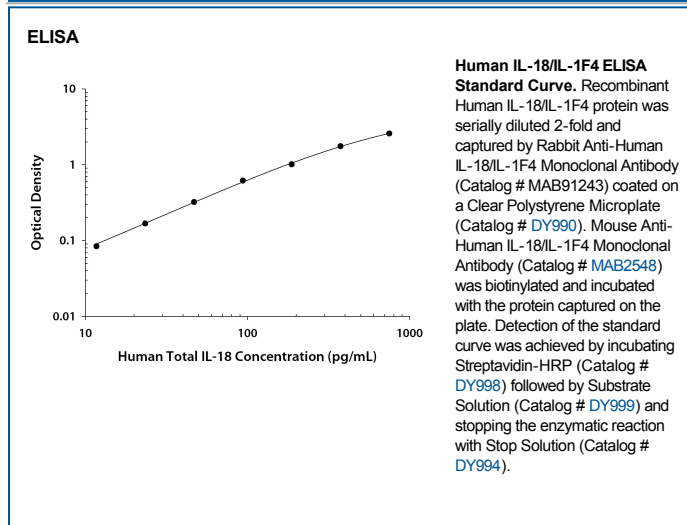 ELISA
Optical Density
10
1
0.1
0.01
10 100 1000
Human Total IL-18 Concentration (pg/mL)
Human IL-18/IL-1F4 ELISA
Standard Curve. Recombinant
Human IL-18/IL-1F4 protein was
serially diluted 2-fold and
captured by Rabbit Anti-Human
IL-18/IL-1F4 Monoclonal Antibody
(Catalog # MAB91243) coated on
a Clear Polystyrene Microplate
(Catalog # DY990). Mouse Anti-
Human IL-18/IL-1F4 Monoclonal
Antibody (Catalog # MAB2548)
was biotinylated and incubated
with the protein captured on the
plate. Detection of the standard
curve was achieved by incubating
Streptavidin-HRP (Catalog #
DY998) followed by Substrate
Solution (Catalog # DY999) and
stopping the enzymatic reaction
with Stop Solution (Catalog #
DY994).